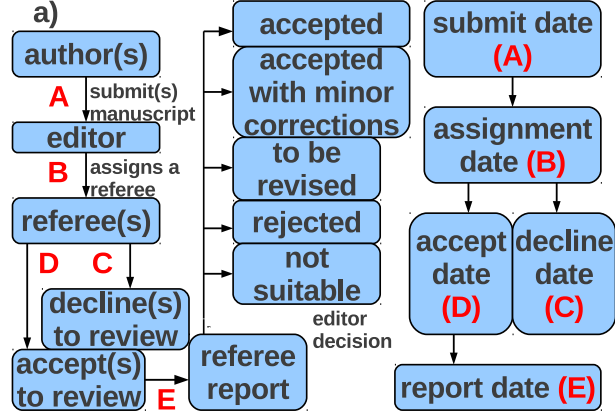 a)
author(s)
A
submit(s)
manuscript
editor
B
assigns a
referee
referee(s)
D
C
decline(s)
to review
accept(s)
to review
E
referee
report
accepted
accepted
with minor
corrections
to be
revised
rejected
not
suitable
editor
decision
submit date
(A)
assignment
date (B)
accept
date
(D)
decline
date
(C)
report date (E)